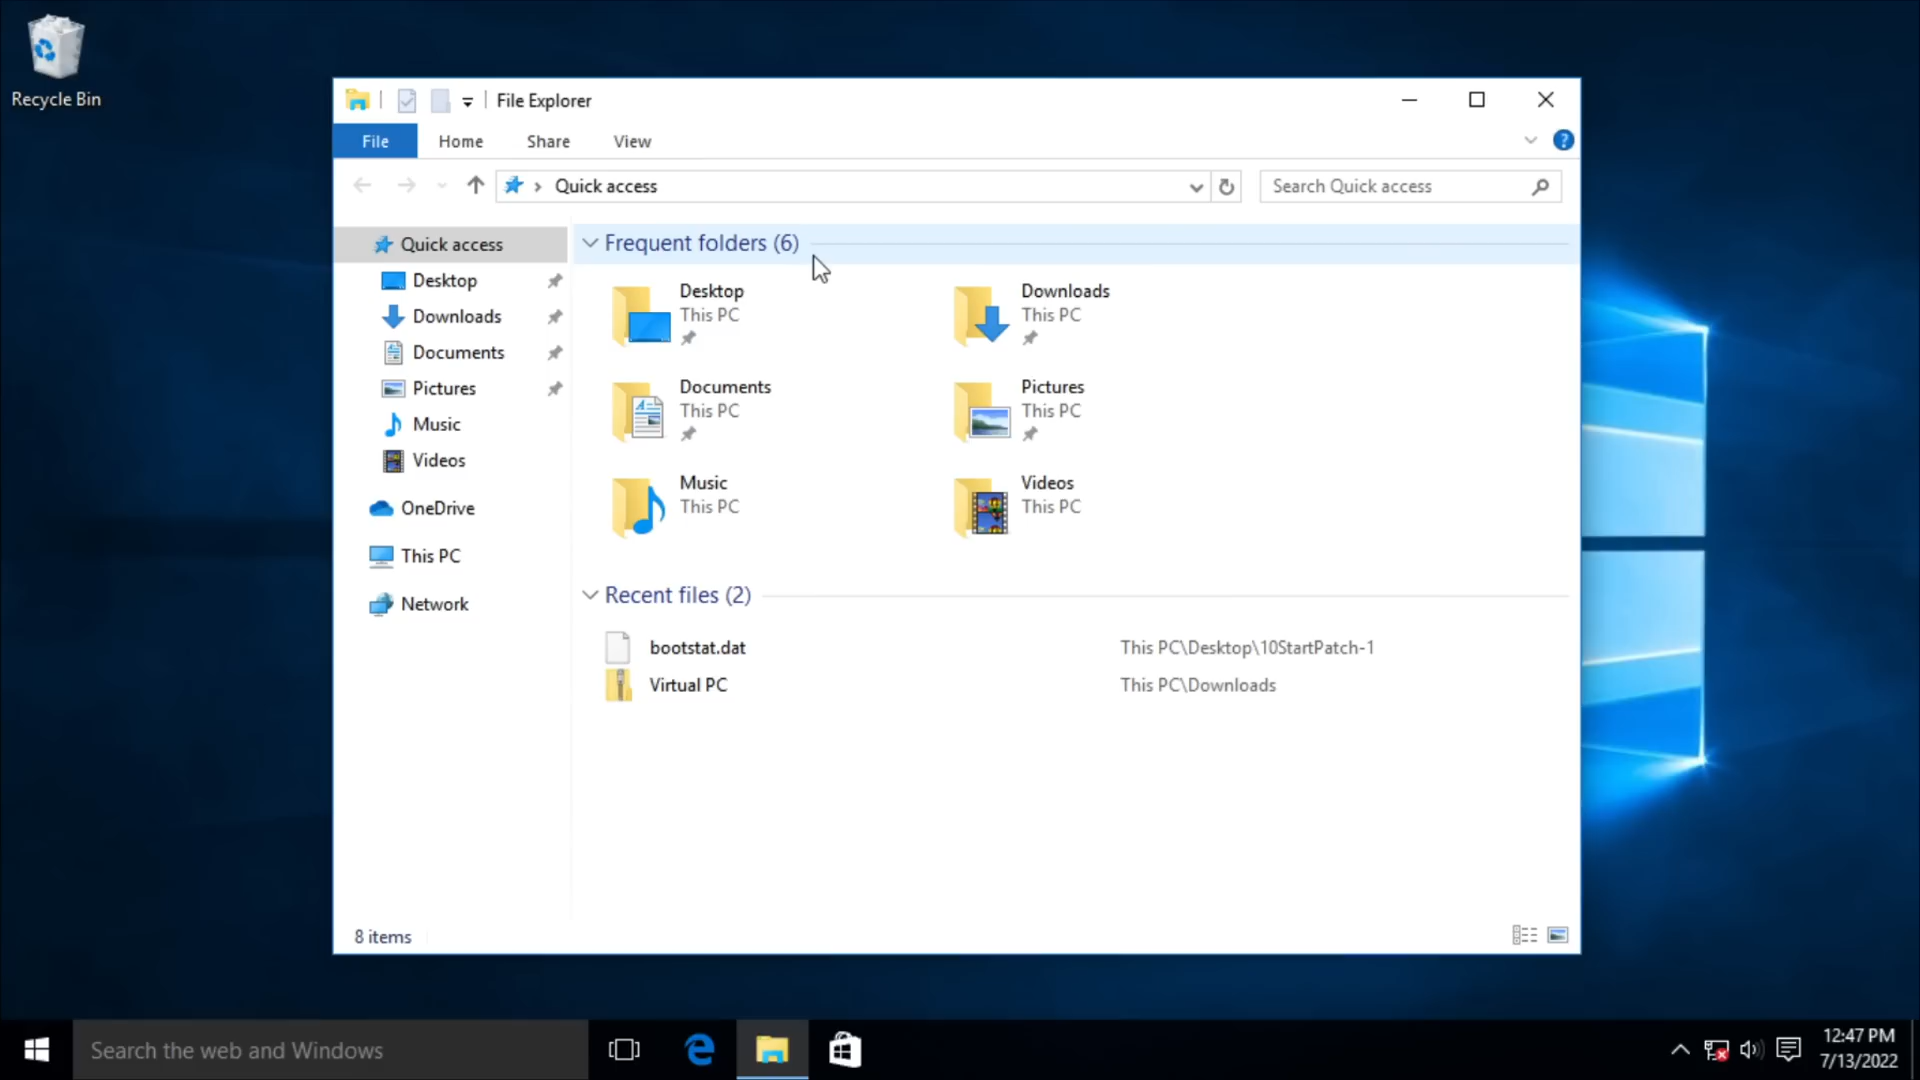 Recycle Bin
File Explorer
File Home Share View
Quick access
Search Quick access
Quick access
Desktop
Downloads
Documents
Pictures
Music
Videos
OneDrive
This PC
Network
Frequent folders (6)
Desktop
This PC
Downloads
This PC
Documents
This PC
Pictures
This PC
Music
This PC
Videos
This PC
Recent files (2)
bootstat.dat This PC\Desktop\10StartPatch-1
Virtual PC This PC\Downloads
8 items
Search the web and Windows
12:47 PM
7/13/2022